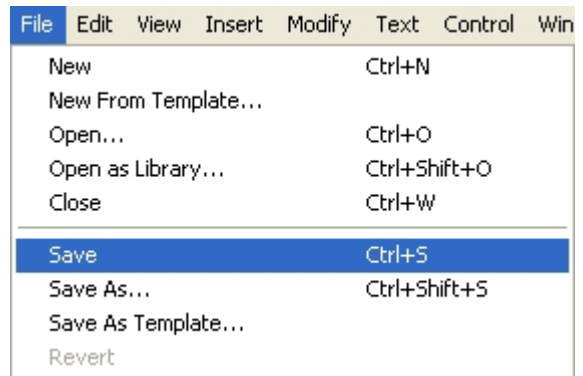 File Edit View Insert Modify Text Control Win
New Ctrl+N
New From Template...
Open... Ctrl+O
Open as Library... Ctrl+Shift+O
Close Ctrl+W
Save Ctrl+S
Save As... Ctrl+Shift+S
Save As Template...
Revert